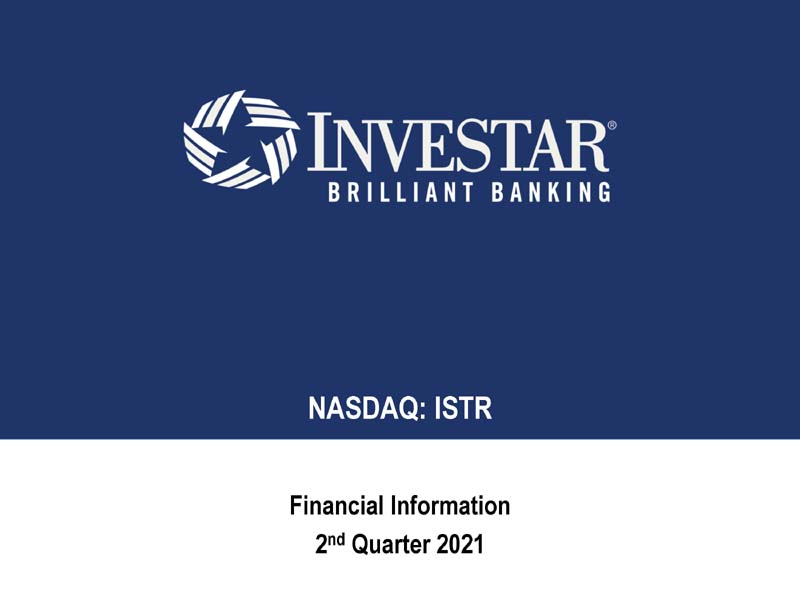 INVESTAR®
BRILLIANT BANKING
NASDAQ: ISTR
Financial Information
2nd Quarter 2021